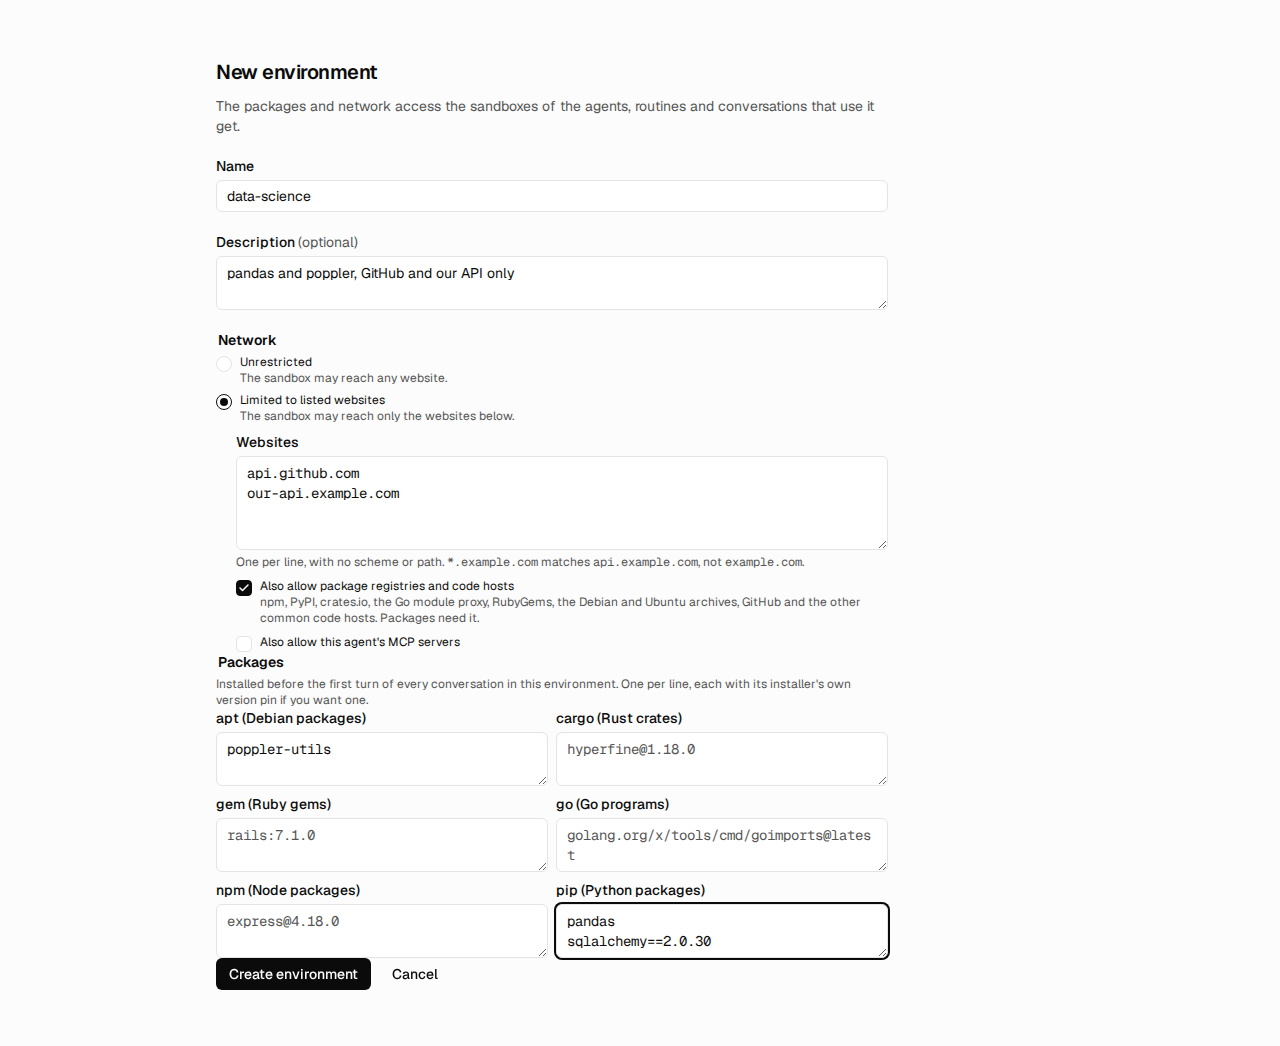 New environment
The packages and network access the sandboxes of the agents, routines and conversations that use it
get.
Name
data-science
Description (optional)
pandas and poppler, GitHub and our API only
Network
Unrestricted
The sandbox may reach any website.
Limited to listed websites
The sandbox may reach only the websites below.
Websites
api.github.com
our-api.example.com
One per line, with no scheme or path. *.example.com matches api.example.com, not example.com.
Also allow package registries and code hosts
npm, PyPI, crates.io, the Go module proxy, RubyGems, the Debian and Ubuntu archives, GitHub and the other
common code hosts. Packages need it.
Also allow this agent's MCP servers
Packages
Installed before the first turn of every conversation in this environment. One per line, each with its installer's own
version pin if you want one.
apt (Debian packages)
poppler-utils
cargo (Rust crates)
hyperfine@1.18.0
gem (Ruby gems)
rails:7.1.0
go (Go programs)
golang.org/x/tools/cmd/goimports@lates
t
npm (Node packages)
express@4.18.0
pip (Python packages)
pandas
sqlalchemy==2.0.30
Create environment
Cancel